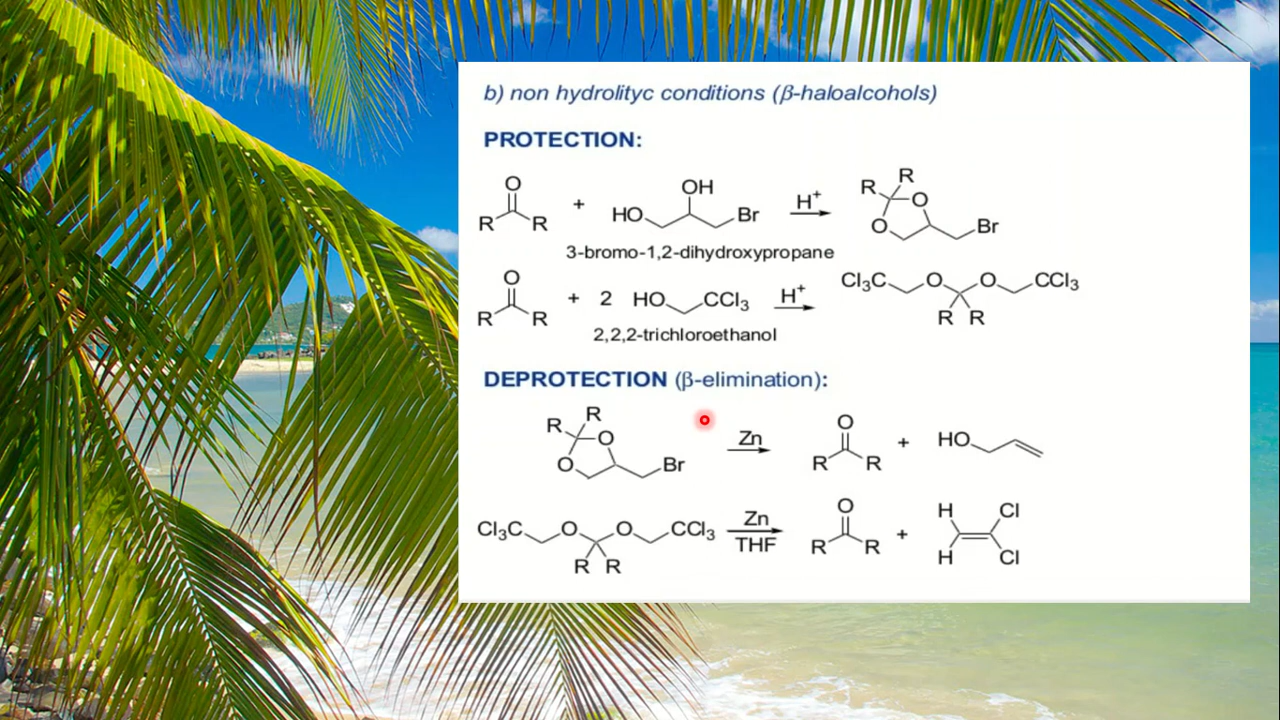 b) non hydrolityc conditions (β-haloalcohols)
PROTECTION:
O
R R
+
OH
HO Br
H+
R R
O
O
Br
3-bromo-1,2-dihydroxypropane
O
R R
+ 2 HO CCl3
H+
Cl3C O O CCl3
R R
2,2,2-trichloroethanol
DEPROTECTION (β-elimination):
R R
O
O
Br
Zn
O
R R
+
HO
Cl3C O O CCl3
R R
Zn
THF
O
R R
+
H Cl
H Cl